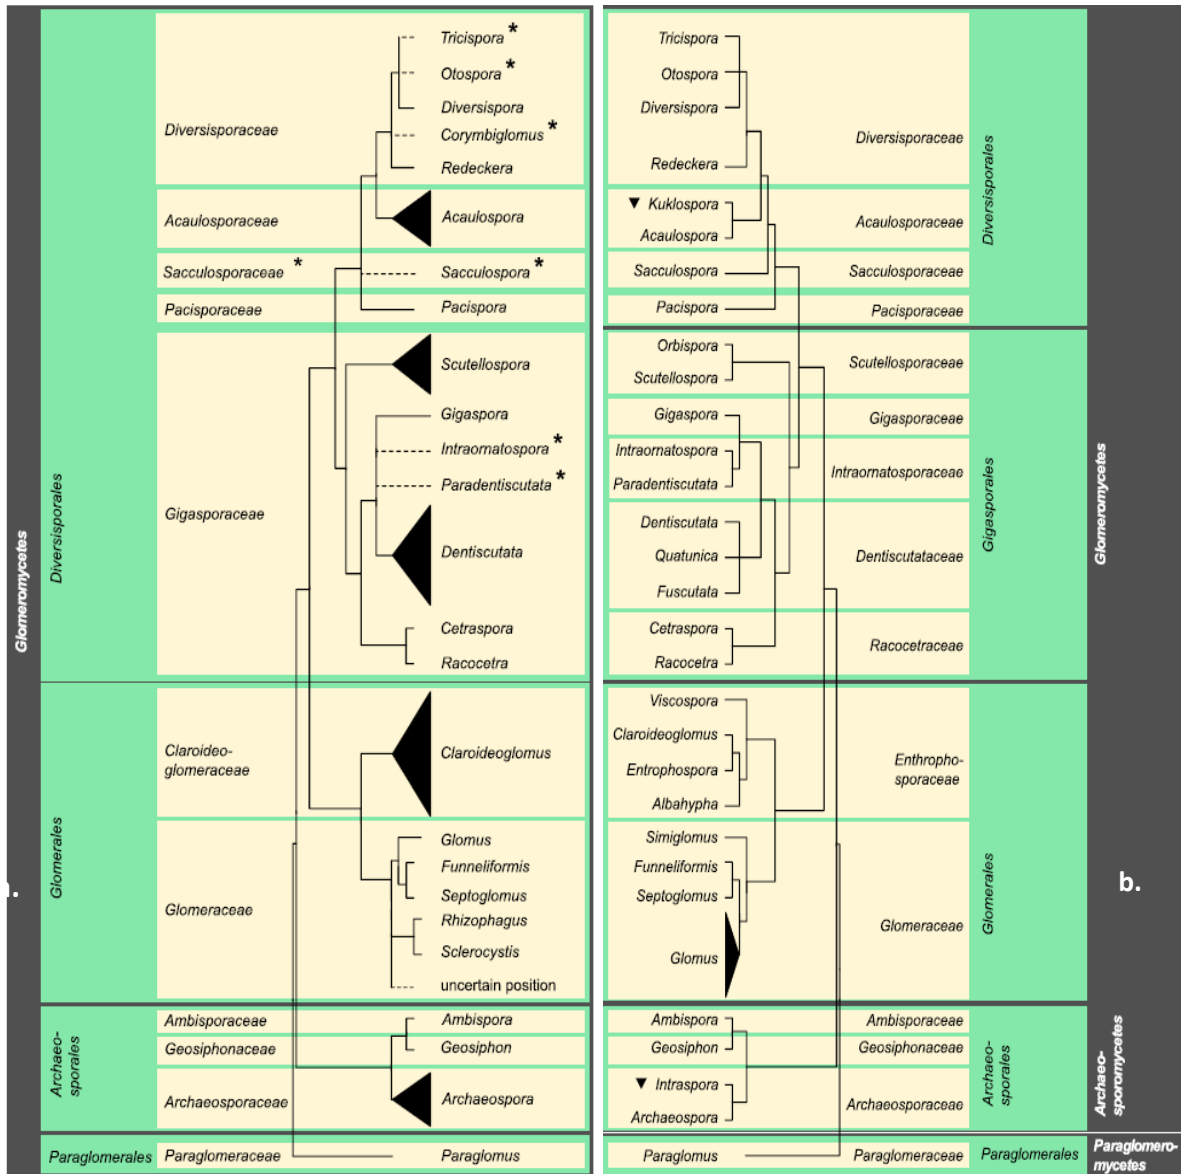 Glomeromycetes
Diversisporales
Diversisporaceae
Tricispora *
Otospora *
Diversispora
Corymbiglomus *
Redeckera
Acaulosporaceae
Acaulospora
Sacculosporaceae *
Sacculospora *
Pacisporaceae
Pacispora
Gigasporaceae
Scutellospora
Gigaspora
Intraornatospora *
Paradentiscutata *
Dentiscutata
Cetraspora
Racocetra
Glomerales
Claroideo-
glomeraceae
Claroideoglomus
Glomeraceae
Glomus
Funneliformis
Septoglomus
Rhizophagus
Sclerocystis
uncertain position
Archaeo-
sporales
Ambisporaceae
Ambispora
Geosiphonaceae
Geosiphon
Archaeosporaceae
Archaeospora
Paraglomerales
Paraglomeraceae
Paraglomus
Tricispora
Otospora
Diversispora
Redeckera
Diversisporaceae
▼ Kuklospora
Acaulospora
Acaulosporaceae
Sacculospora
Sacculosporaceae
Pacispora
Pacisporaceae
Diversisporales
Orbispora
Scutellospora
Scutellosporaceae
Gigaspora
Gigasporaceae
Intraornatospora
Paradentiscutata
Intraornatosporaceae
Dentiscutata
Quatunica
Fuscutata
Dentiscutataceae
Cetraspora
Racocetra
Racocetraceae
Gigasporales
Viscospora
Claroideoglomus
Entrophospora
Albahypha
Enthropho-
sporaceae
Simiglomus
Funneliformis
Septoglomus
Glomus
Glomeraceae
Glomerales
Glomeromycetes
b.
Ambispora
Ambisporaceae
Geosiphon
Geosiphonaceae
▼ Intraspora
Archaeospora
Archaeosporaceae
Archaeo-
sporales
Archaeo-
sporomycetes
Paraglomus
Paraglomeraceae
Paraglomerales
Paraglomero-
mycetes